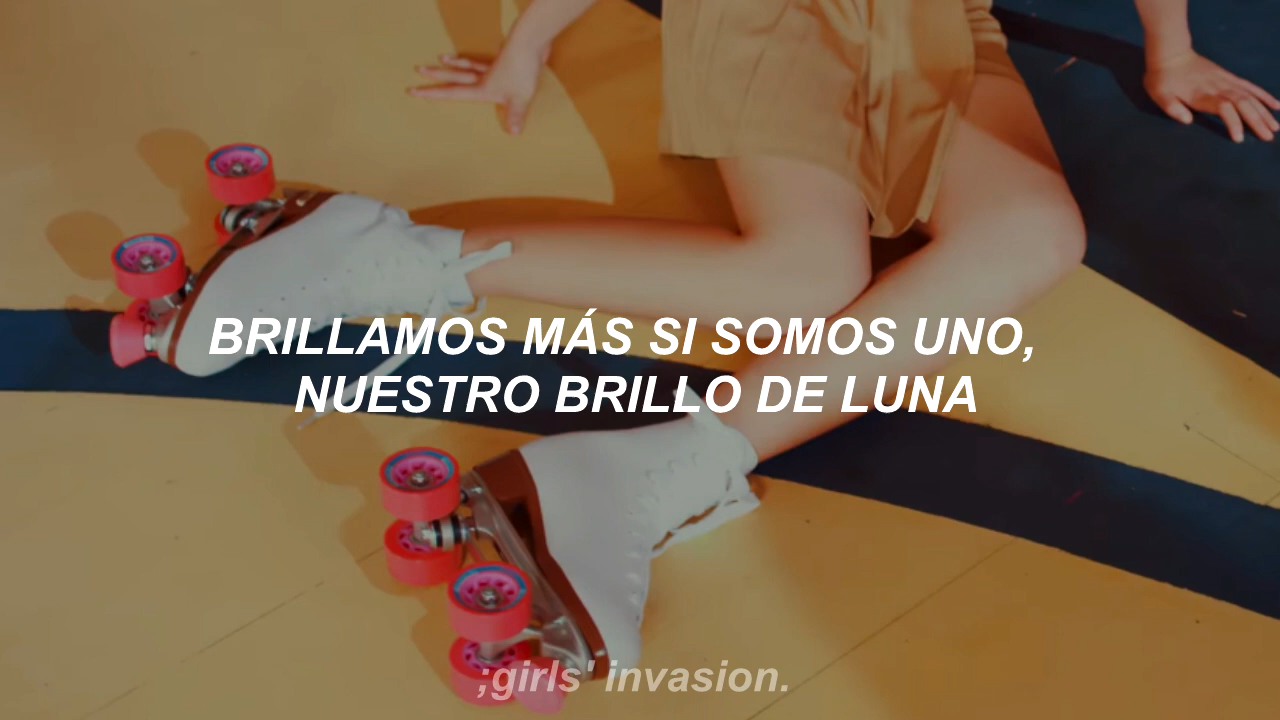 BRILLAMOS MÁS SI SOMOS UNO,
NUESTRO BRILLO DE LUNA
;girls' invasion.